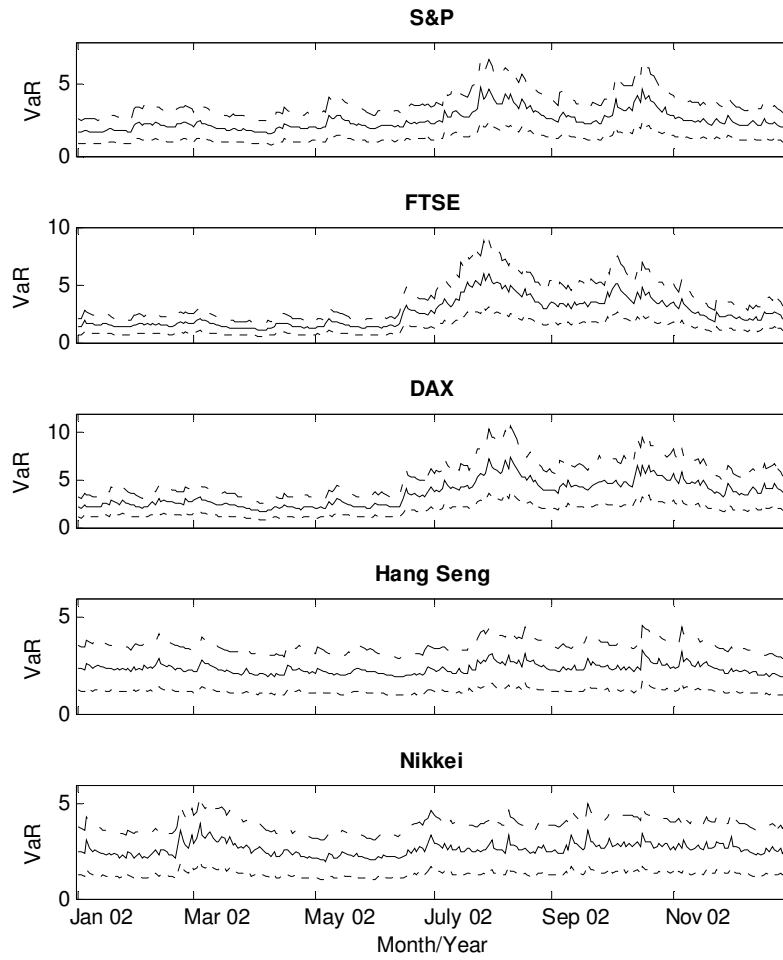 S&P
VaR
5
0
FTSE
VaR
10
5
0
DAX
VaR
10
5
0
Hang Seng
VaR
5
0
Nikkei
VaR
5
0
Jan 02 Mar 02 May 02 July 02 Sep 02 Nov 02
Month/Year